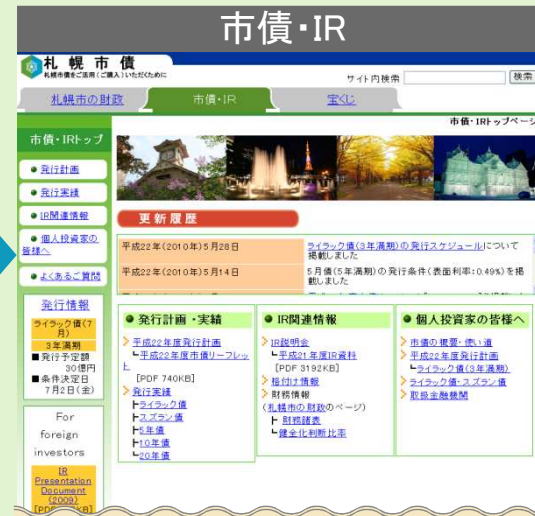 市債・IR
札幌市債
札幌市債をご活用(ご購入)いただくために
サイト内検索
検索
札幌市の財政
市債・IR
宝くじ
市債・IRトップページ
市債・IRトップ
発行計画
発行実績
IR関連情報
個人投資家の
皆様へ
よくあるご質問
更新履歴
平成22年(2010年)5月28日
ライラック債(3年満期)の発行スケジュールについて
掲載しました
平成22年(2010年)5月14日
5月債(5年満期)の発行条件(表面利率:0.49%)を掲
載しました
発行情報
ライラック債(7
月)
3年満期
■発行予定額
30億円
■条件決定日
7月2日(金)
For
foreign
investors
IR
Presentation
Document
(2009)
発行計画・実績
平成22年度発行計画
平成22年度市債リーフレッ
ト
[PDF 740KB]
発行実績
ライラック債
スズラン債
5年債
10年債
20年債
IR関連情報
IR説明会
平成21年度IR資料
[PDF 3192KB]
格付け情報
財務情報
(札幌市の財政のページ)
財務諸表
健全化判断比率
個人投資家の皆様へ
市債の概要・使い道
平成22年度発行計画
ライラック債(3年満期)
ライラック債・スズラン債
取扱金融機関